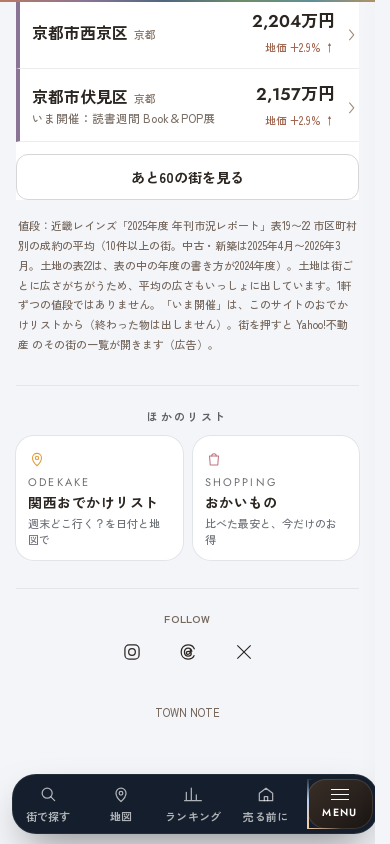 京都市西京区 京都 2,204万円
地価 +2.9% ↑
京都市伏見区 京都 2,157万円
いま開催：読書週間 Book＆POP展 地価 +2.9% ↑
あと60の街を見る
値段：近畿レインズ「2025年度 年刊市況レポート」表19〜22 市区町村
別の成約の平均（10件以上の街。中古・新築は2025年4月〜2026年3
月。土地の表22は、表の中の年度の書き方が2024年度）。土地は街ご
とに広さがちがうため、平均の広さもいっしょに出しています。1軒
ずつの値段ではありません。「いま開催」は、このサイトのおでか
けリストから（終わった物は出しません）。街を押すと Yahoo!不動
産 のその街の一覧が開きます（広告）。
ほかのリスト
ODEKAKE
関西おでかけリスト
週末どこ行く？を日付と地
図で
SHOPPING
おかいもの
比べた最安と、今だけのお
得
FOLLOW
TOWN NOTE
街で探す 地図 ランキング 売る前に MENU